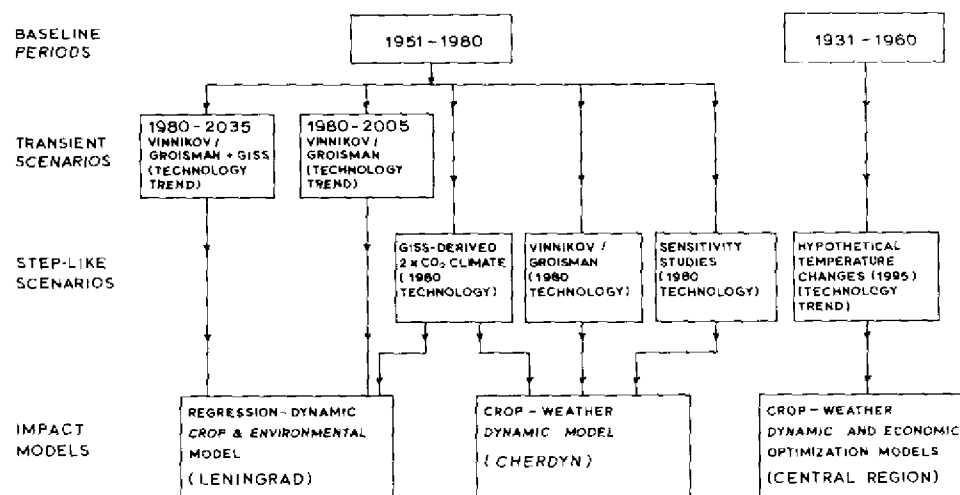 BASELINE
PERIODS
1951-1980
1931-1960
TRANSIENT
SCENARIOS
1980-2035
VINNIKOV/
GROISMAN + GISS
(TECHNOLOGY
TREND)
1980-2005
VINNIKOV/
GROISMAN
(TECHNOLOGY
TREND)
STEP-LIKE
SCENARIOS
GISS-DERIVED
2 x CO₂ CLIMATE
(1980
TECHNOLOGY)
VINNIKOV/
GROISMAN
(1980
TECHNOLOGY)
SENSITIVITY
STUDIES
(1980
TECHNOLOGY)
HYPOTHETICAL
TEMPERATURE
CHANGES (1995)
(TECHNOLOGY
TREND)
IMPACT
MODELS
REGRESSION-DYNAMIC
CROP & ENVIRONMENTAL
MODEL
(LENINGRAD)
CROP-WEATHER
DYNAMIC MODEL
(CHERDYN)
CROP-WEATHER
DYNAMIC AND ECONOMIC
OPTIMIZATION MODELS
(CENTRAL REGION)